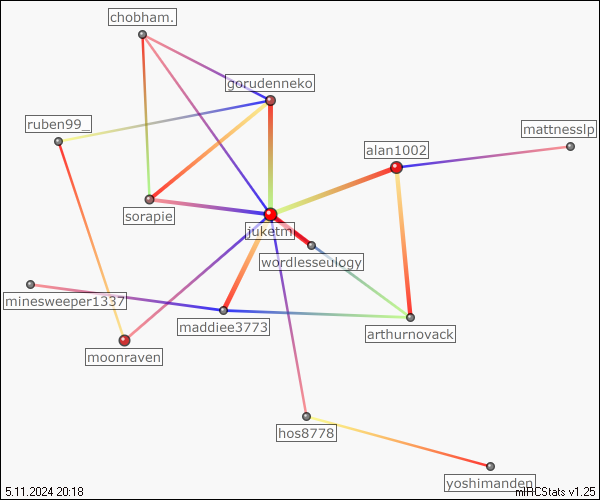 chobham.
gorudenneko
ruben99_
mattnesslp
alan1002
sorapie
juketm
wordlesseulogy
minesweeper1337
maddiee3773
arthurnovack
moonraven
hos8778
yoshimanden
5.11.2024 20:18
mIRCStats v1.25